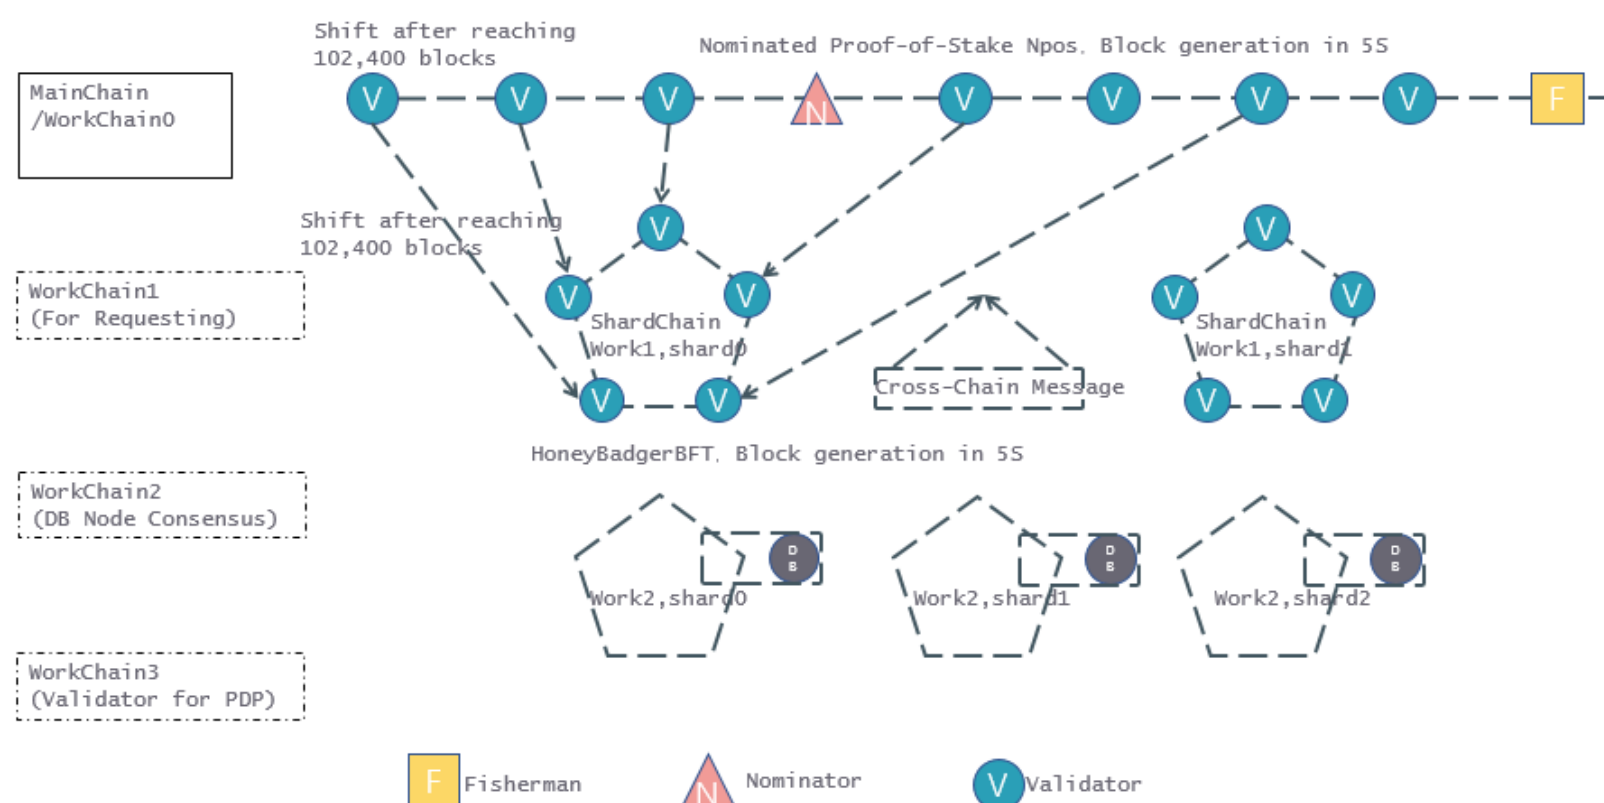 Shift after reaching
102,400 blocks
Nominated Proof-of-Stake Npos. Block generation in 5S
MainChain
/WorkChain0
V V V N V V V V F
Shift after reaching
102,400 blocks
V V
WorkChain1
(For Requesting)
V V V V
ShardChain
Work1,shard0
ShardChain
Work1,shard1
Cross-Chain Message
V V V V
HoneyBadgerBFT. Block generation in 5S
WorkChain2
(DB Node Consensus)
D
B
D
B
D
B
Work2,shard0
Work2,shard1
Work2,shard2
WorkChain3
(Validator for PDP)
F Fisherman
N Nominator
V Validator